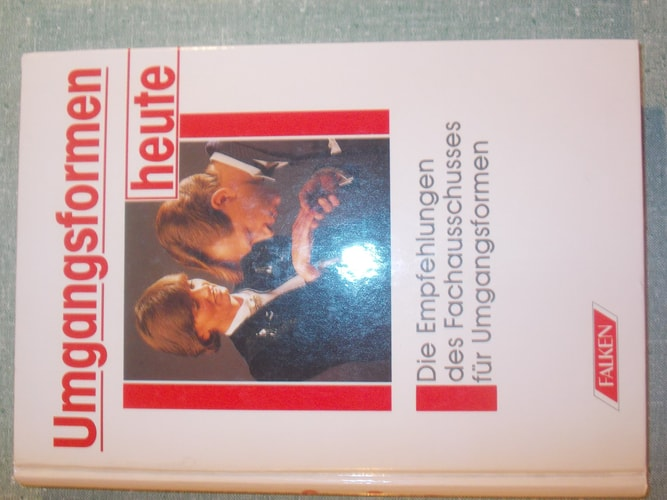 Umgangsformen
heute
Die Empfehlungen
des Fachausschusses
für Umgangsformen
FALKEN